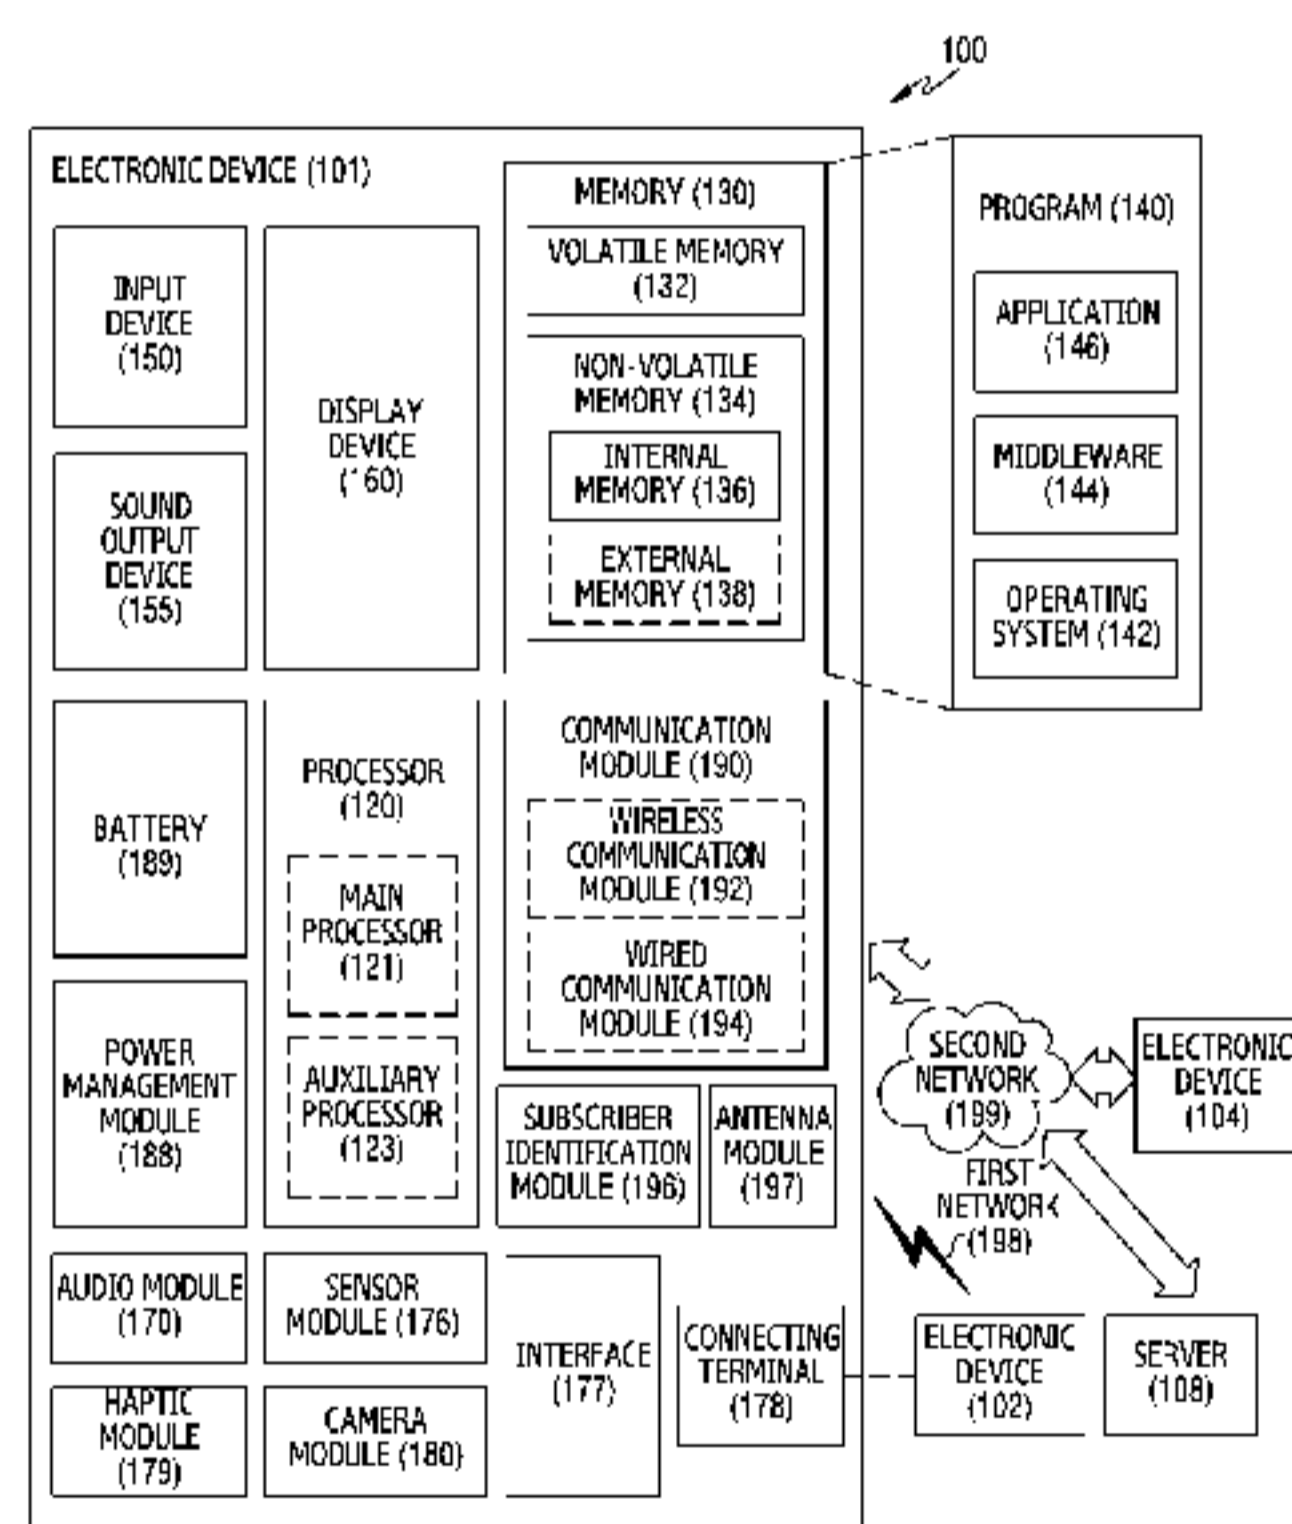 100
ELECTRONIC DEVICE (101)
MEMORY (130)
VOLATILE MEMORY
(132)
NON-VOLATILE
MEMORY (134)
INTERNAL
MEMORY (136)
EXTERNAL
MEMORY (138)
PROGRAM (140)
APPLICATION
(146)
MIDDLEWARE
(144)
OPERATING
SYSTEM (142)
INPUT
DEVICE
(150)
SOUND
OUTPUT
DEVICE
(155)
DISPLAY
DEVICE
(160)
BATTERY
(189)
POWER
MANAGEMENT
MODULE
(188)
PROCESSOR
(120)
MAIN
PROCESSOR
(121)
AUXILIARY
PROCESSOR
(123)
COMMUNICATION
MODULE (190)
WIRELESS
COMMUNICATION
MODULE (192)
WIRED
COMMUNICATION
MODULE (194)
SUBSCRIBER
IDENTIFICATION
MODULE (196)
ANTENNA
MODULE
(197)
SECOND
NETWORK
(199)
ELECTRONIC
DEVICE
(104)
FIRST
NETWORK
(198)
AUDIO MODULE
(170)
SENSOR
MODULE (176)
INTERFACE
(177)
CONNECTING
TERMINAL
(178)
ELECTRONIC
DEVICE
(102)
SERVER
(108)
HAPTIC
MODULE
(179)
CAMERA
MODULE (180)